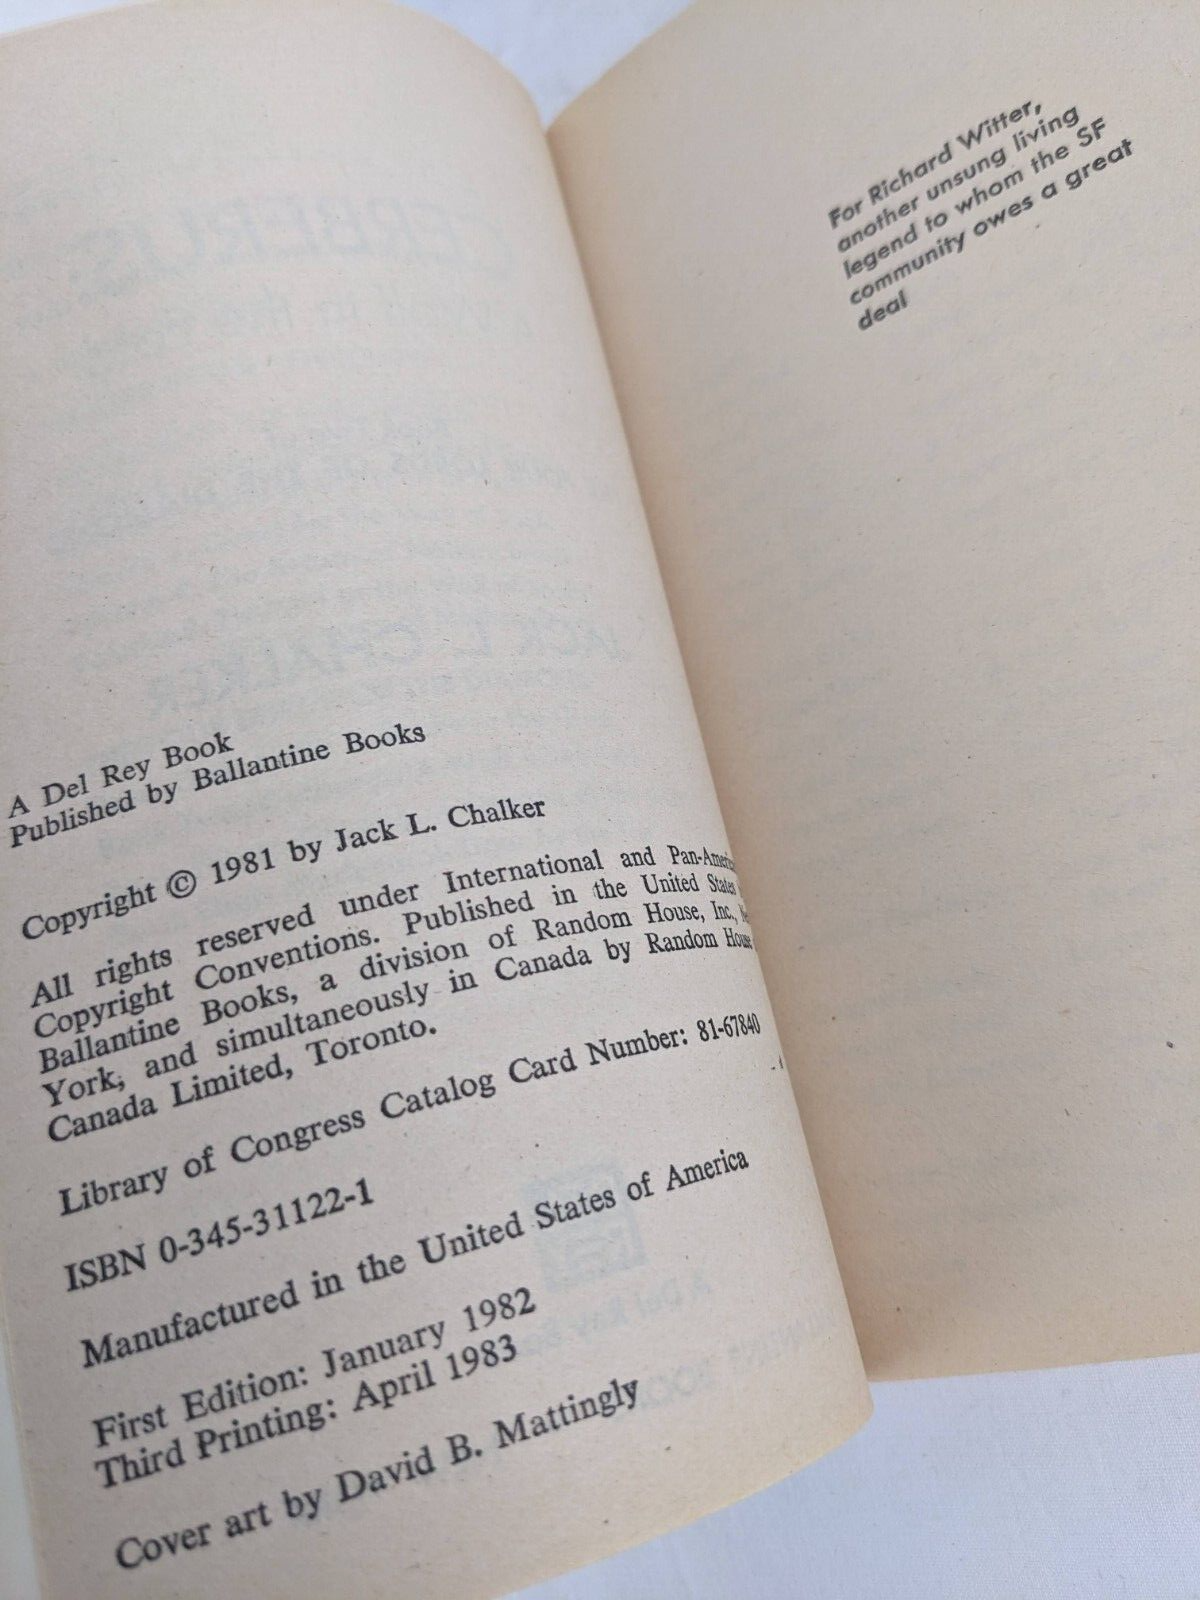 A Del Rey Book
Published by Ballantine Books
Copyright © 1981 by Jack L. Chalker
All rights reserved under International and Pan-Americ
Copyright Conventions. Published in the United States
Ballantine Books, a division of Random House, Inc., Ne
York, and simultaneously in Canada by Random House
Canada Limited, Toronto.
Library of Congress Catalog Card Number: 81-67840
ISBN 0-345-31122-1
Manufactured in the United States of America
First Edition: January 1982
Third Printing: April 1983
Cover art by David B. Mattingly
For Richard Witter,
another unsung living
legend to whom the SF
community owes a great
deal